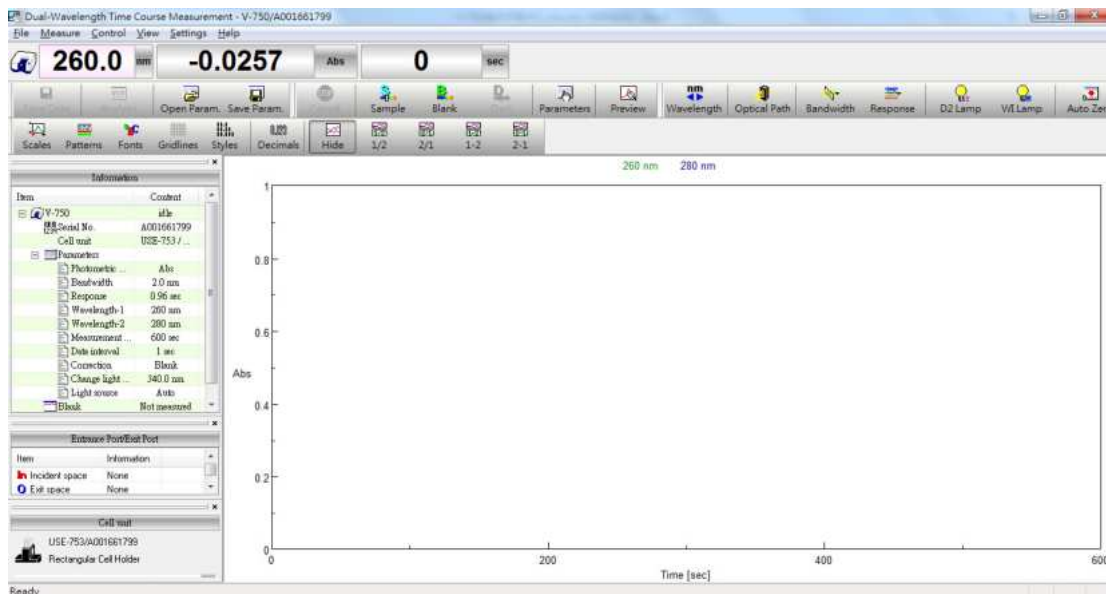 Dual-Wavelength Time Course Measurement - V-750/A001661799
File Measure Control View Settings Help
260.0 nm -0.0257 Abs 0 sec
Open Param. Save Param. Sample Blank Parameters Preview Wavelength Optical Path Bandwidth Response D2 Lamp WI Lamp Auto Zer
Scales Patterns Fonts Gridlines Styles Decimals Hide 1/2 2/1 1-2 2-1
Information
Item Content
V-750 idle
Serial No. A001661799
Cell unit USE-753 / ...
Parameters
Photometric ... Abs
Bandwidth 2.0 nm
Response 0.96 sec
Wavelength-1 260 nm
Wavelength-2 280 nm
Measurement ... 600 sec
Data interval 1 sec
Correction Blank
Change light ... 340.0 nm
Light source Auto
Blank Not measured
Entrance Port/Exit Port
Item Information
In Incident space None
O Exit space None
Cell unit
USE-753/A001661799
Rectangular Cell Holder
260 nm 280 nm
1
0.8
0.6
Abs
0.4
0.2
0
0 200 400 600
Time [sec]
Ready